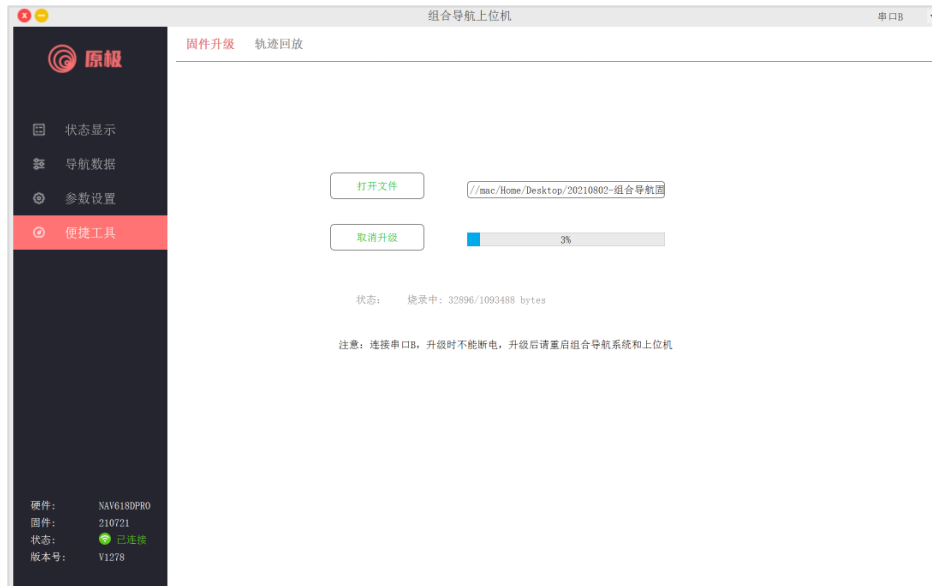 组合导航上位机
串口B
原极
固件升级 轨迹回放
状态显示
导航数据
参数设置
便捷工具
打开文件 //mac/Home/Desktop/20210802-组合导航固
取消升级 3%
状态: 烧录中: 32896/1093488 bytes
注意: 连接串口B, 升级时不能断电, 升级后请重启组合导航系统和上位机
硬件: NAV618DPRO
固件: 210721
状态: 已连接
版本号: V1278